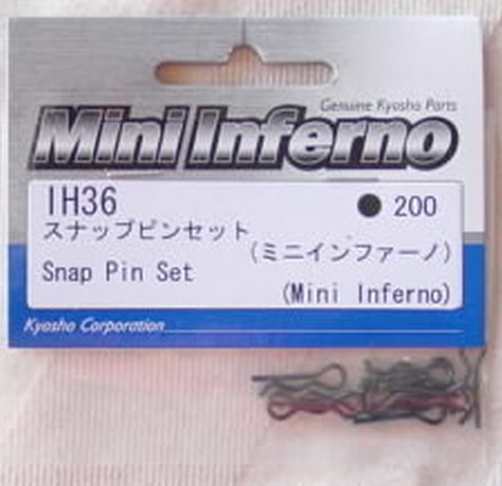 Genuine Kyosho Parts
Mini Inferno
IH36 ● 200
スナップピンセット
(ミニインファーノ)
Snap Pin Set
(Mini Inferno)
Kyosho Corporation